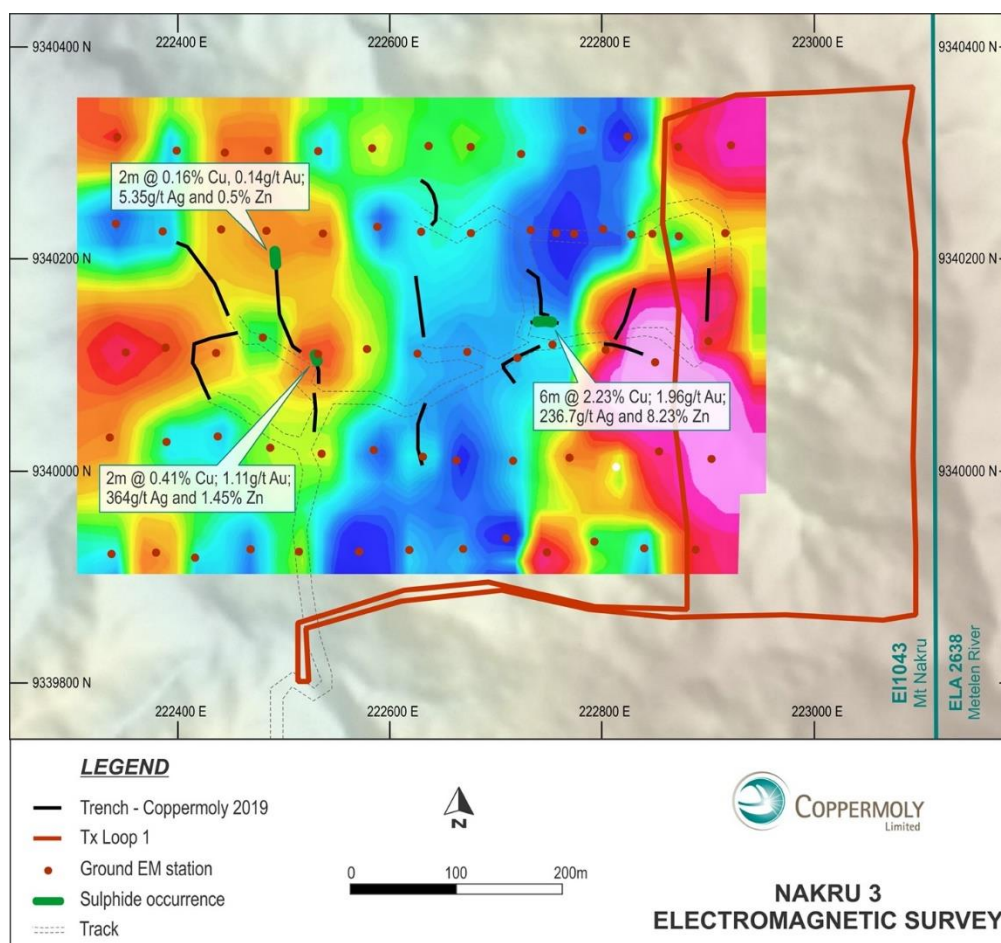 222400 E
222600 E
222800 E
223000 E
9340400 N
9340400 N
2m @ 0.16% Cu, 0.14g/t Au;
5.35g/t Ag and 0.5% Zn
9340200 N
9340200 N
6m @ 2.23% Cu; 1.96g/t Au;
236.7g/t Ag and 8.23% Zn
2m @ 0.41% Cu; 1.11g/t Au;
364g/t Ag and 1.45% Zn
9340000 N
9340000 N
9339800 N
222400 E
222600 E
222800 E
223000 E
El1043
Mt Nakru
ELA 2638
Metelen River
LEGEND
Trench - Coppermoly 2019
Tx Loop 1
Ground EM station
Sulphide occurrence
Track
N
0
100
200m
COPPERMOLY
Limited
NAKRU 3
ELECTROMAGNETIC SURVEY